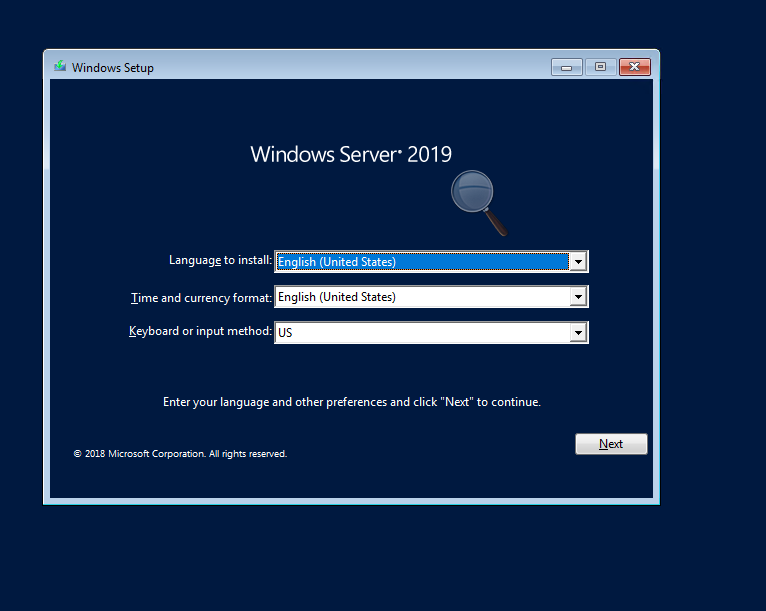 Windows Setup
Windows Server® 2019
Language to install: English (United States)
Time and currency format: English (United States)
Keyboard or input method: US
Enter your language and other preferences and click "Next" to continue.
Next
© 2018 Microsoft Corporation. All rights reserved.